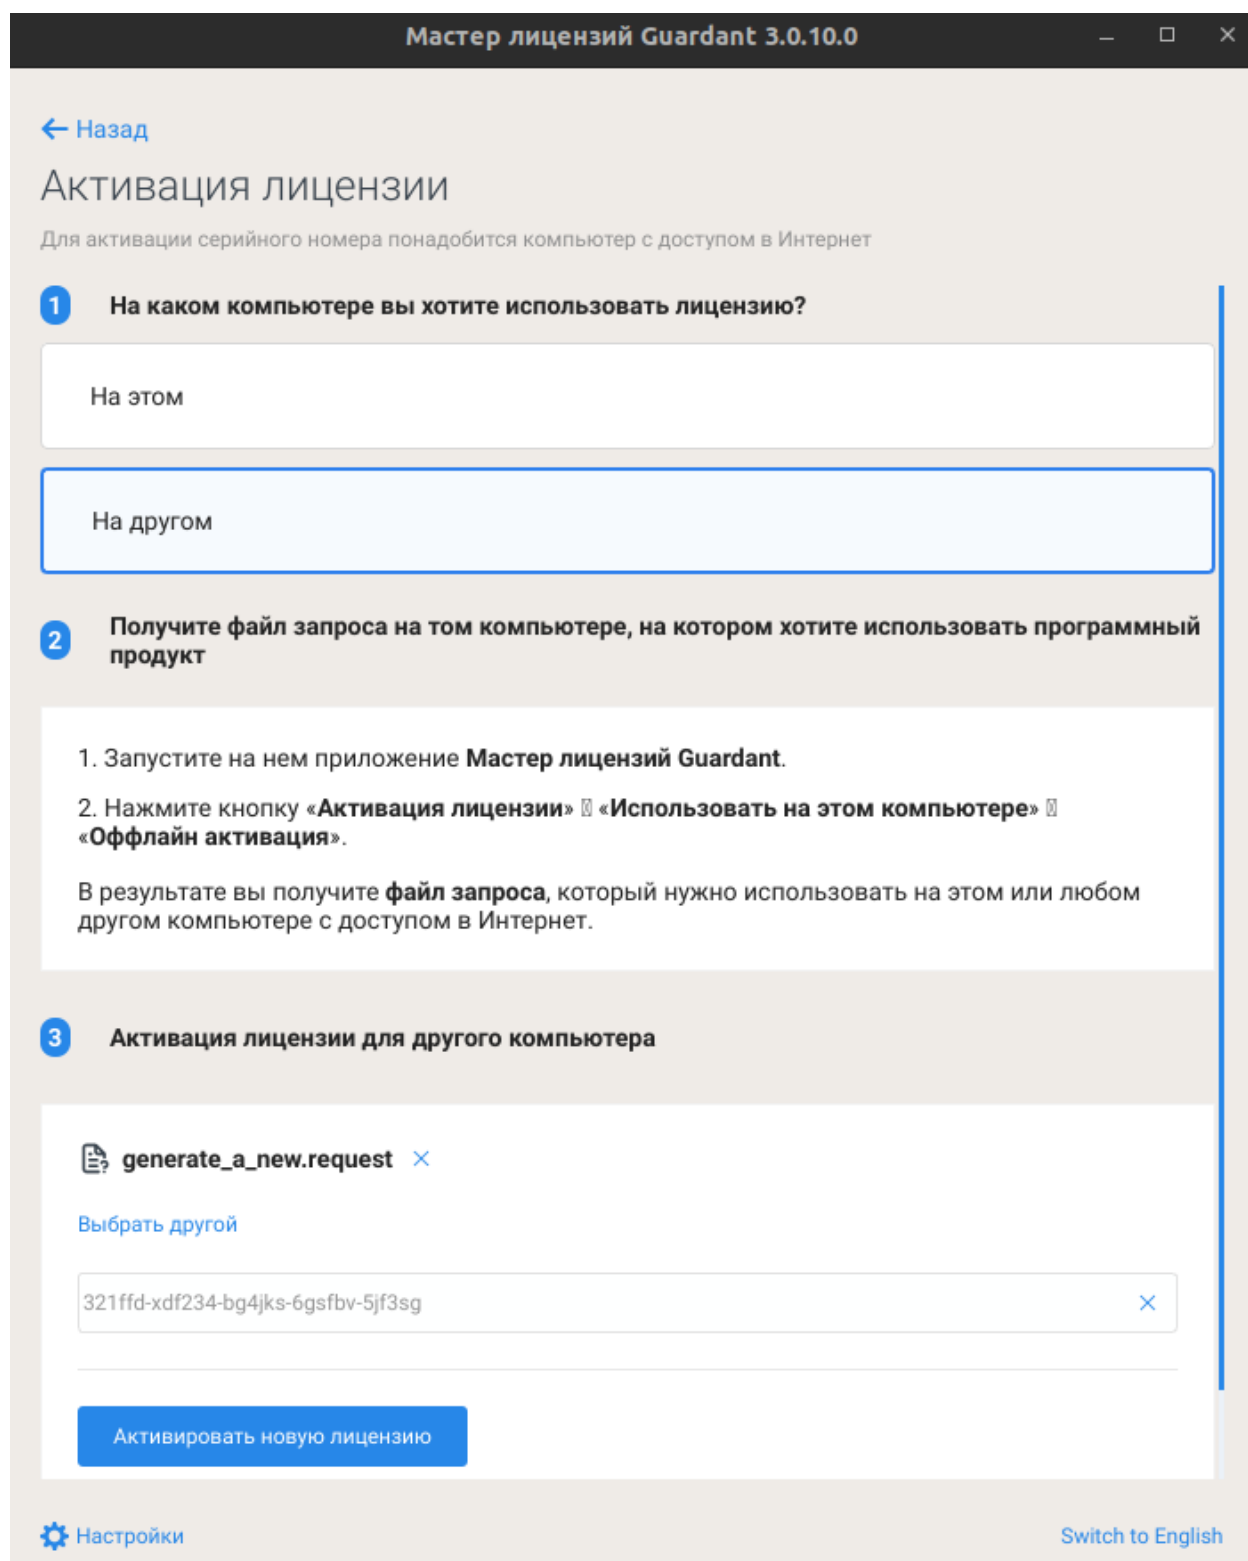 Мастер лицензий Guardant 3.0.10.0
Назад
Активация лицензии
Для активации серийного номера понадобится компьютер с доступом в Интернет
1 На каком компьютере вы хотите использовать лицензию?
На этом
На другом
2 Получите файл запроса на том компьютере, на котором хотите использовать программный
продукт
1. Запустите на нем приложение Мастер лицензий Guardant.
2. Нажмите кнопку «Активация лицензии» «Использовать на этом компьютере»
«Оффлайн активация».
В результате вы получите файл запроса, который нужно использовать на этом или любом
другом компьютере с доступом в Интернет.
3 Активация лицензии для другого компьютера
generate_a_new.request
Выбрать другой
321ffd-xdf234-bg4jks-6gsfbv-5jf3sg
Активировать новую лицензию
Настройки
Switch to English